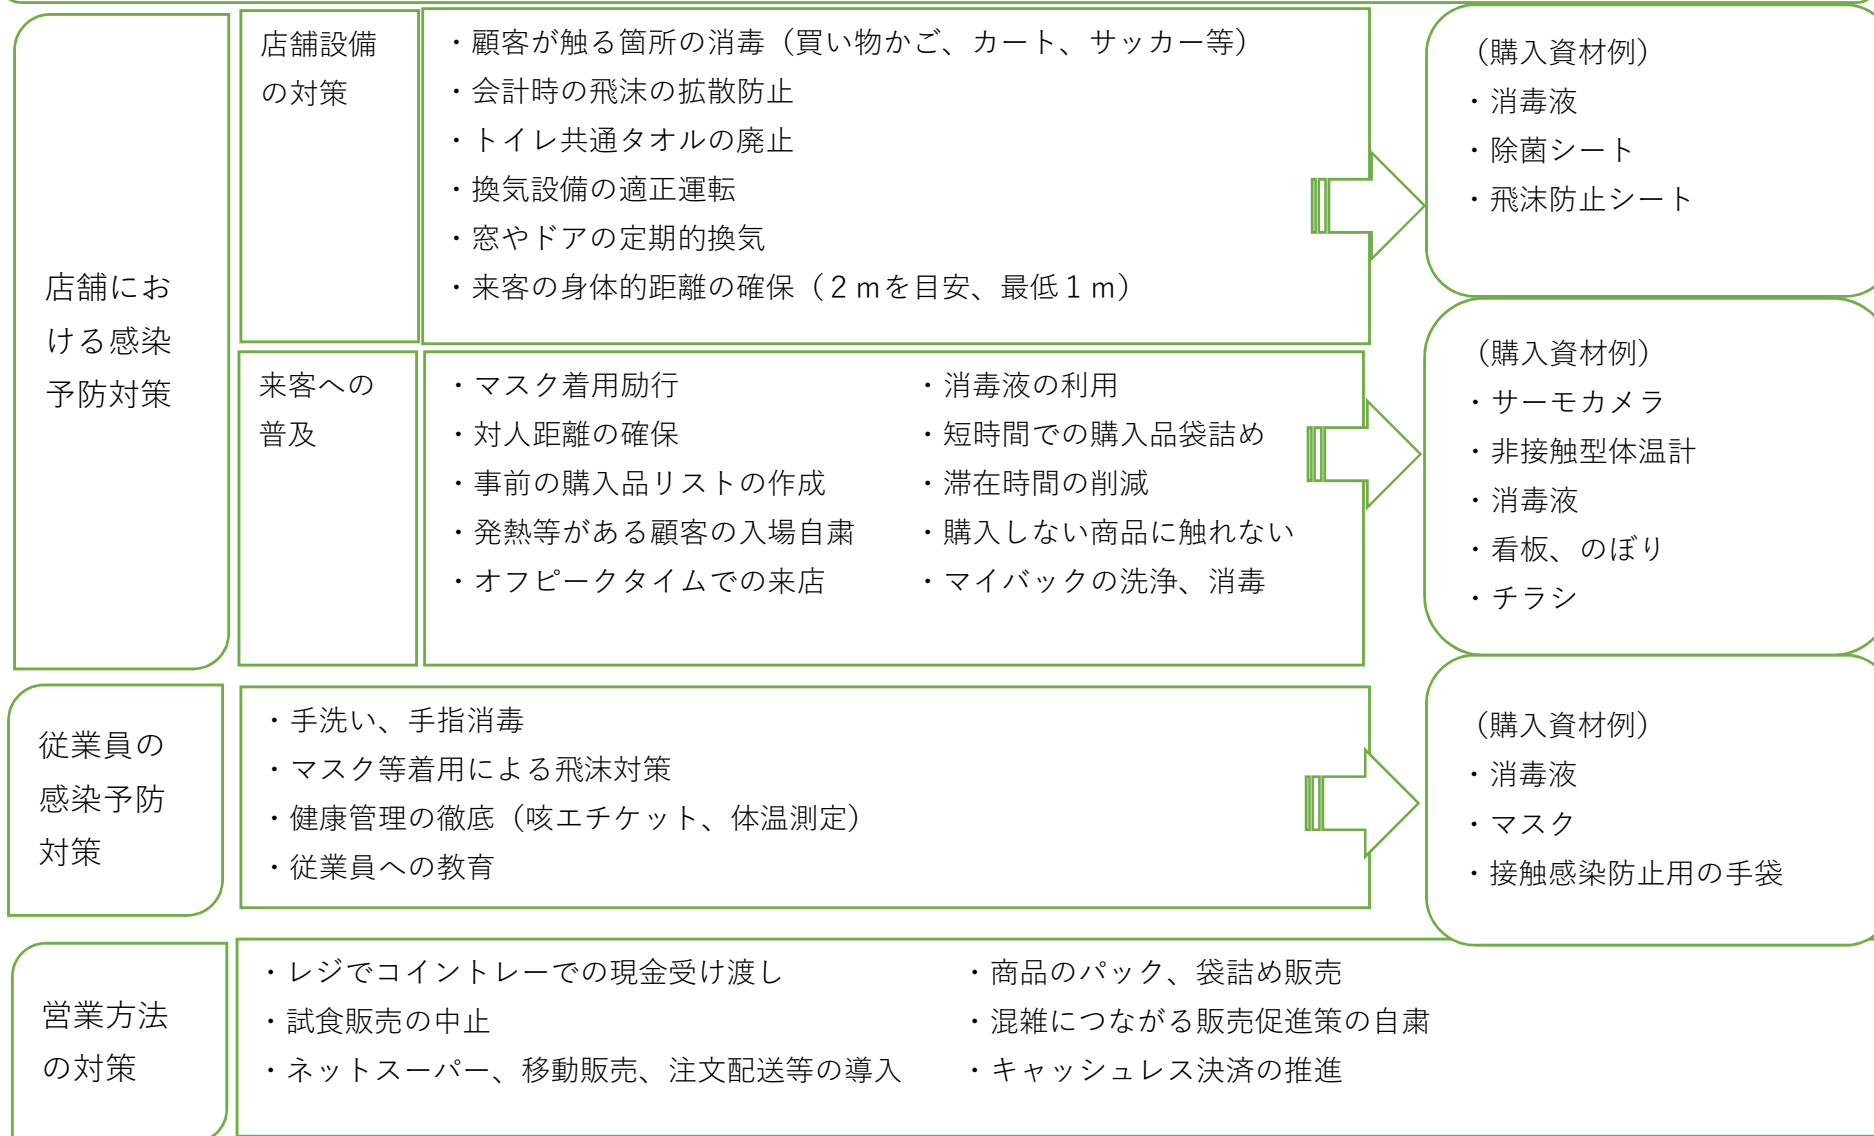 店舗にお
ける感染
予防対策
店舗設備
の対策
・顧客が触る箇所の消毒（買い物かご、カート、サッカー等）
・会計時の飛沫の拡散防止
・トイレ共通タオルの廃止
・換気設備の適正運転
・窓やドアの定期的換気
・来客の身体的距離の確保（２ｍを目安、最低１ｍ）
（購入資材例）
・消毒液
・除菌シート
・飛沫防止シート
来客への
普及
・マスク着用励行
・対人距離の確保
・事前の購入品リストの作成
・発熱等がある顧客の入場自粛
・オフピークタイムでの来店
・消毒液の利用
・短時間での購入品袋詰め
・滞在時間の削減
・購入しない商品に触れない
・マイバックの洗浄、消毒
（購入資材例）
・サーモカメラ
・非接触型体温計
・消毒液
・看板、のぼり
・チラシ
従業員の
感染予防
対策
・手洗い、手指消毒
・マスク等着用による飛沫対策
・健康管理の徹底（咳エチケット、体温測定）
・従業員への教育
（購入資材例）
・消毒液
・マスク
・接触感染防止用の手袋
営業方法
の対策
・レジでコイントレーでの現金受け渡し
・試食販売の中止
・ネットスーパー、移動販売、注文配送等の導入
・商品のパック、袋詰め販売
・混雑につながる販売促進策の自粛
・キャッシュレス決済の推進